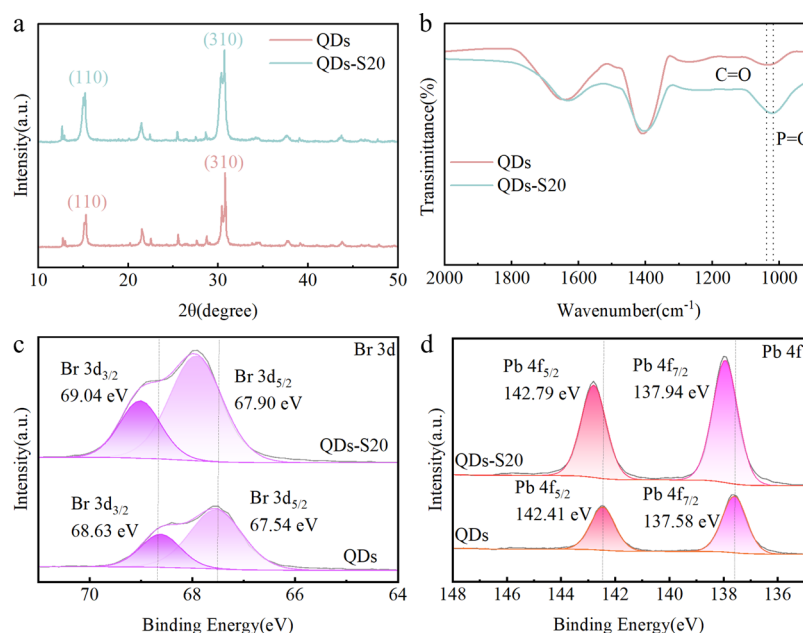 a
QDs
QDs-S20
(310)
(110)
(310)
(110)
Intensity(a.u.)
10
20
30
40
50
2θ(degree)
b
C=O
P=O
QDs
QDs-S20
Transimittance(%)
2000
1800
1600
1400
1200
1000
Wavenumber(cm-1)
c
Br 3d
Br 3d3/2
69.04 eV
Br 3d5/2
67.90 eV
QDs-S20
Br 3d3/2
68.63 eV
Br 3d5/2
67.54 eV
QDs
Intensity(a.u.)
70
68
66
64
Binding Energy(eV)
d
Pb 4f
Pb 4f5/2
142.79 eV
Pb 4f7/2
137.94 eV
QDs-S20
Pb 4f5/2
142.41 eV
Pb 4f7/2
137.58 eV
QDs
Intensity(a.u.)
148
146
144
142
140
138
136
Binding Energy(eV)